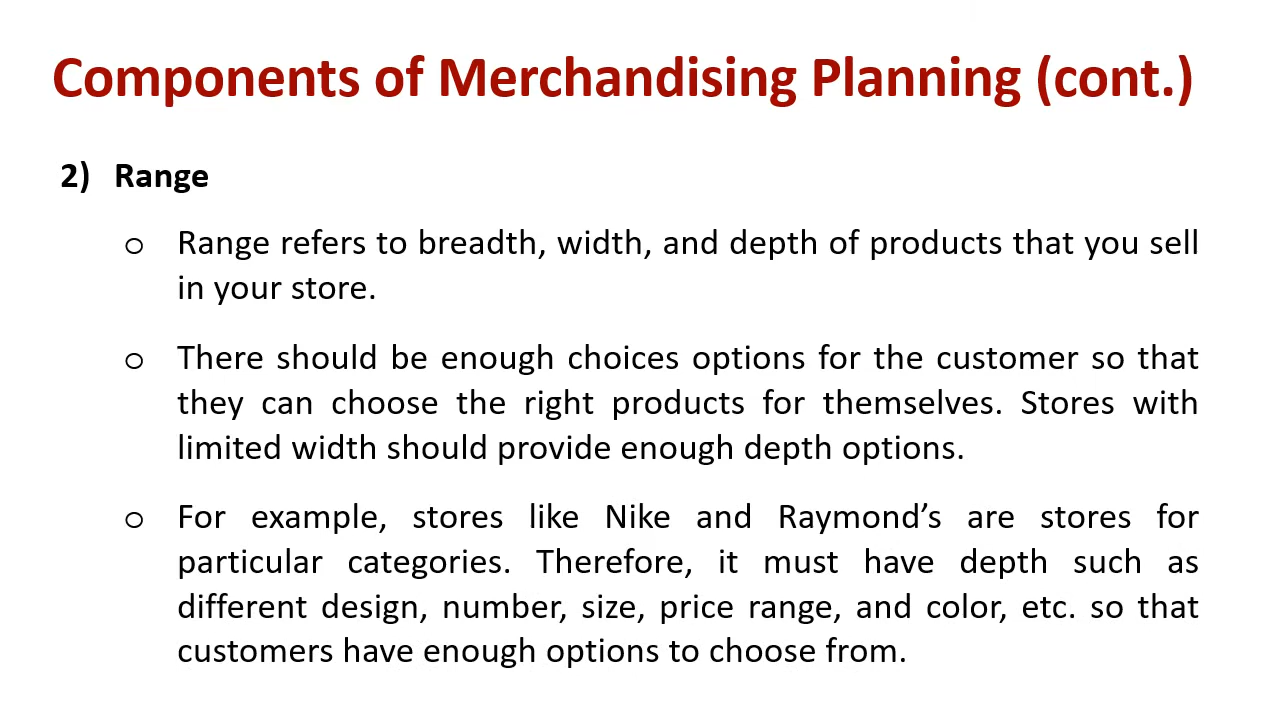 Components of Merchandising Planning (cont.)
2) Range
o Range refers to breadth, width, and depth of products that you sell
in your store.
o There should be enough choices options for the customer so that
they can choose the right products for themselves. Stores with
limited width should provide enough depth options.
o For example, stores like Nike and Raymond’s are stores for
particular categories. Therefore, it must have depth such as
different design, number, size, price range, and color, etc. so that
customers have enough options to choose from.